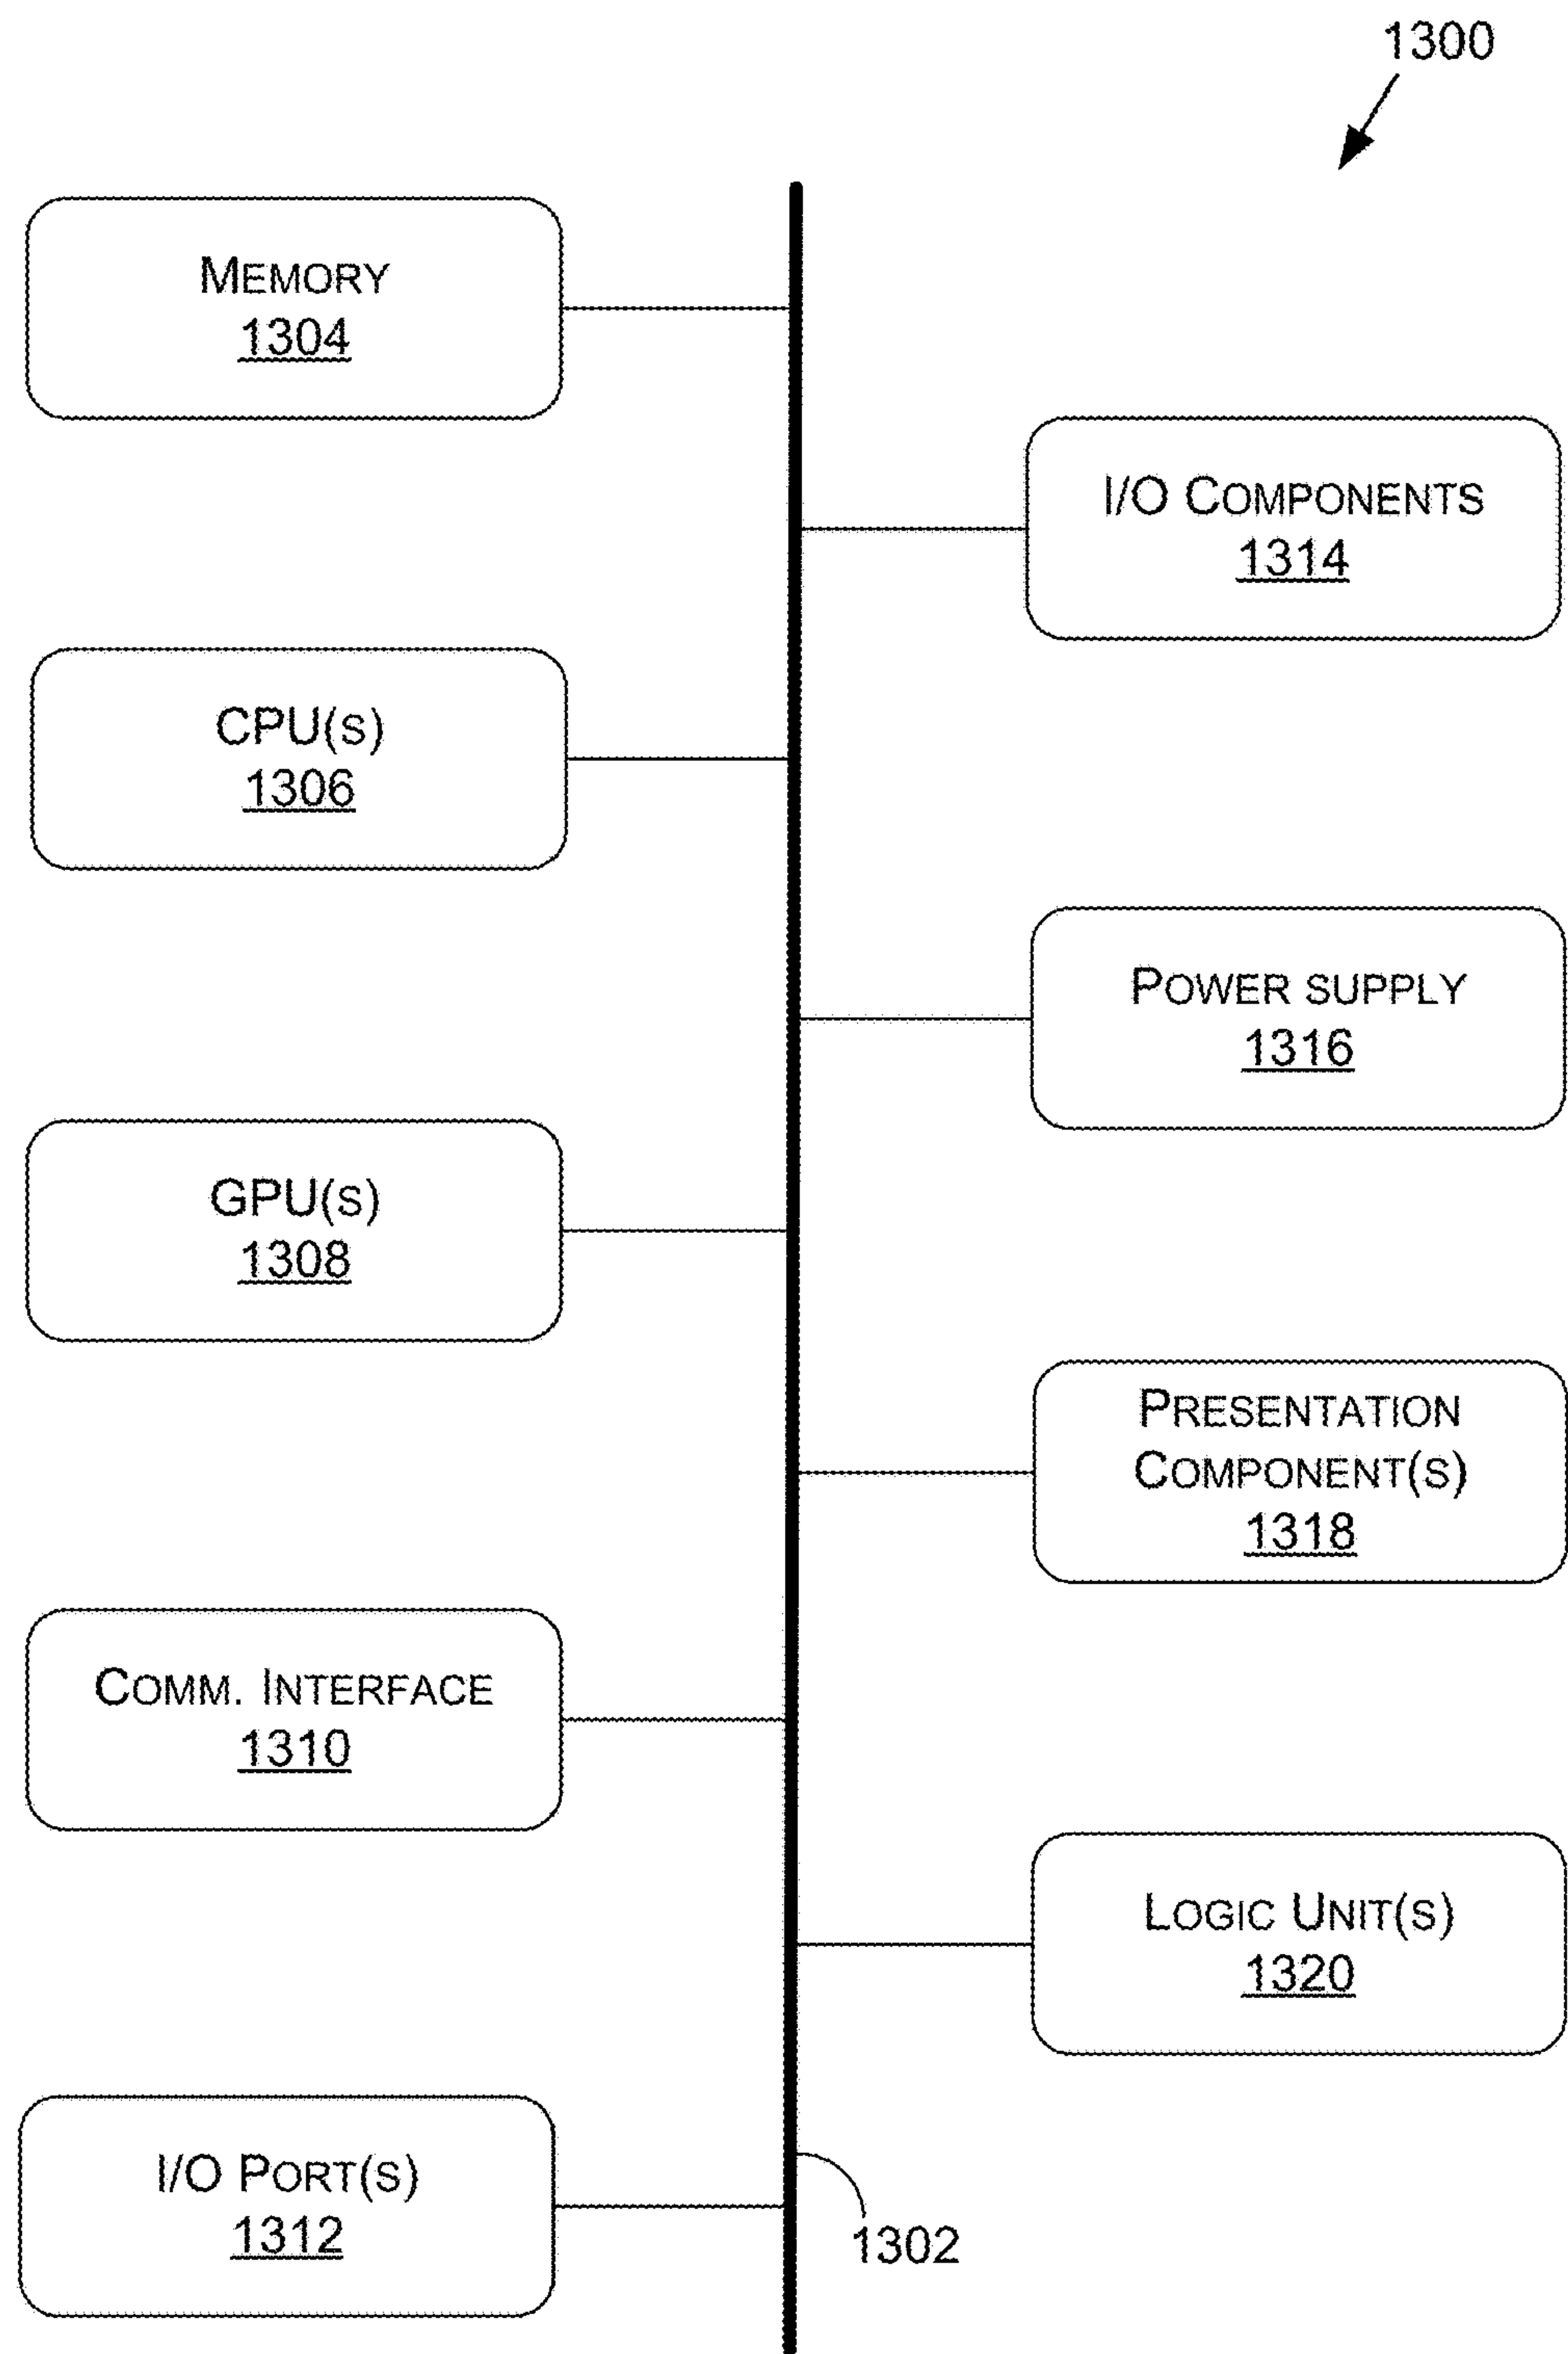 1300
MEMORY
1304
I/O COMPONENTS
1314
CPU(S)
1306
POWER SUPPLY
1316
GPU(S)
1308
PRESENTATION
COMPONENT(S)
1318
COMM. INTERFACE
1310
LOGIC UNIT(S)
1320
I/O PORT(S)
1312
1302